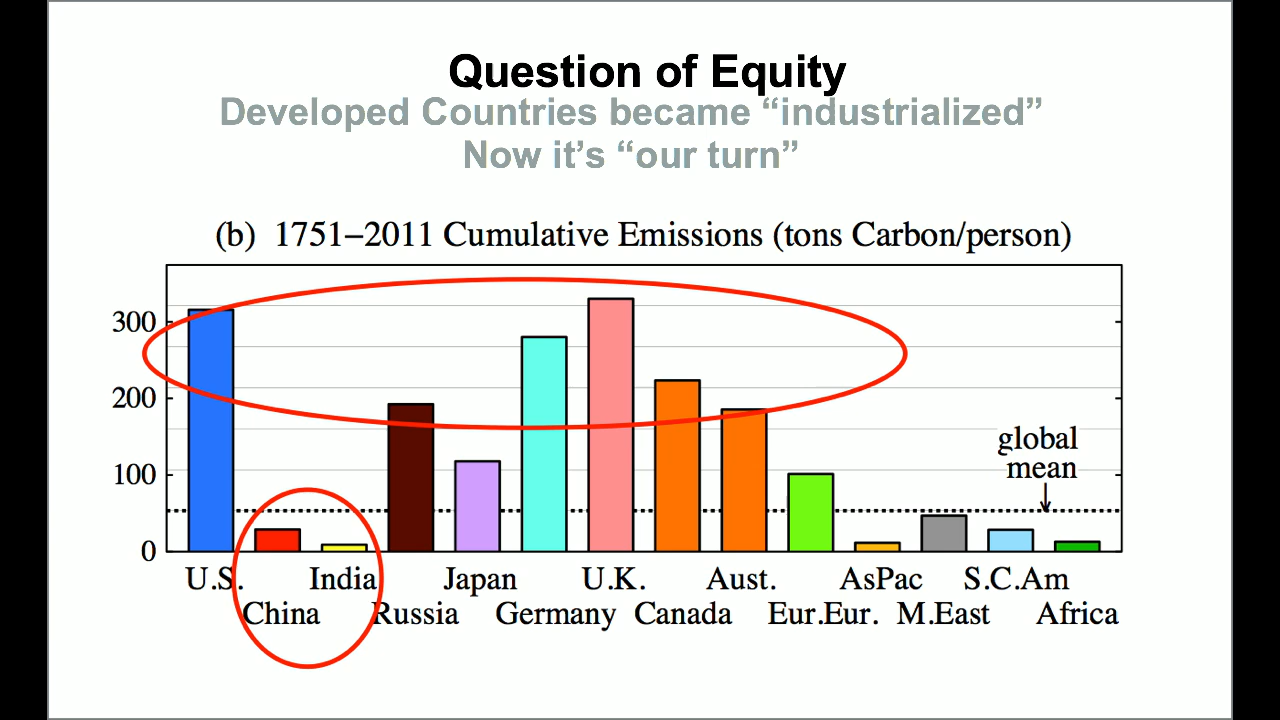 Question of Equity
Developed Countries became “industrialized”
Now it’s “our turn”
(b) 1751–2011 Cumulative Emissions (tons Carbon/person)
300
200
100
0
global
mean
U.S. India Japan U.K. Aust. AsPac S.C.Am
China Russia Germany Canada Eur.Eur. M.East Africa